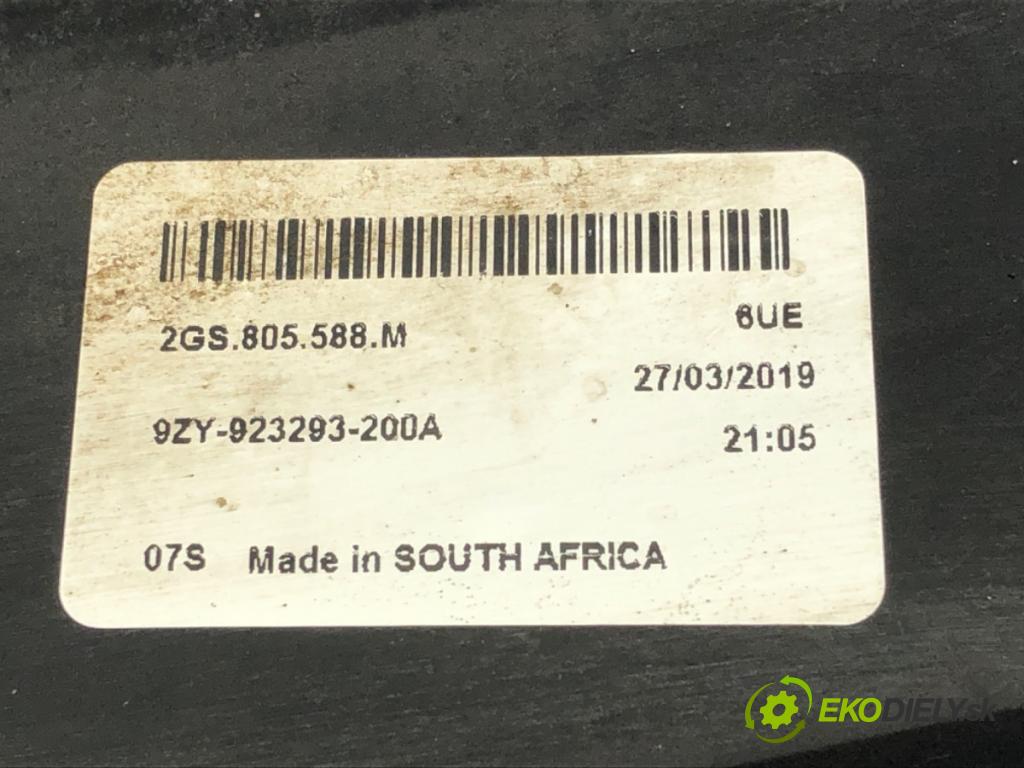 2GS.805.588.M
6UE
27/03/2019
9ZY-923293-200A
21:05
07S Made in SOUTH AFRICA
EKODIELY.sk